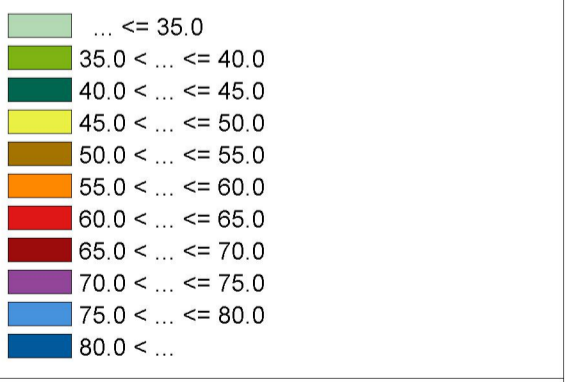 ... <= 35.0
35.0 < ... <= 40.0
40.0 < ... <= 45.0
45.0 < ... <= 50.0
50.0 < ... <= 55.0
55.0 < ... <= 60.0
60.0 < ... <= 65.0
65.0 < ... <= 70.0
70.0 < ... <= 75.0
75.0 < ... <= 80.0
80.0 < ...